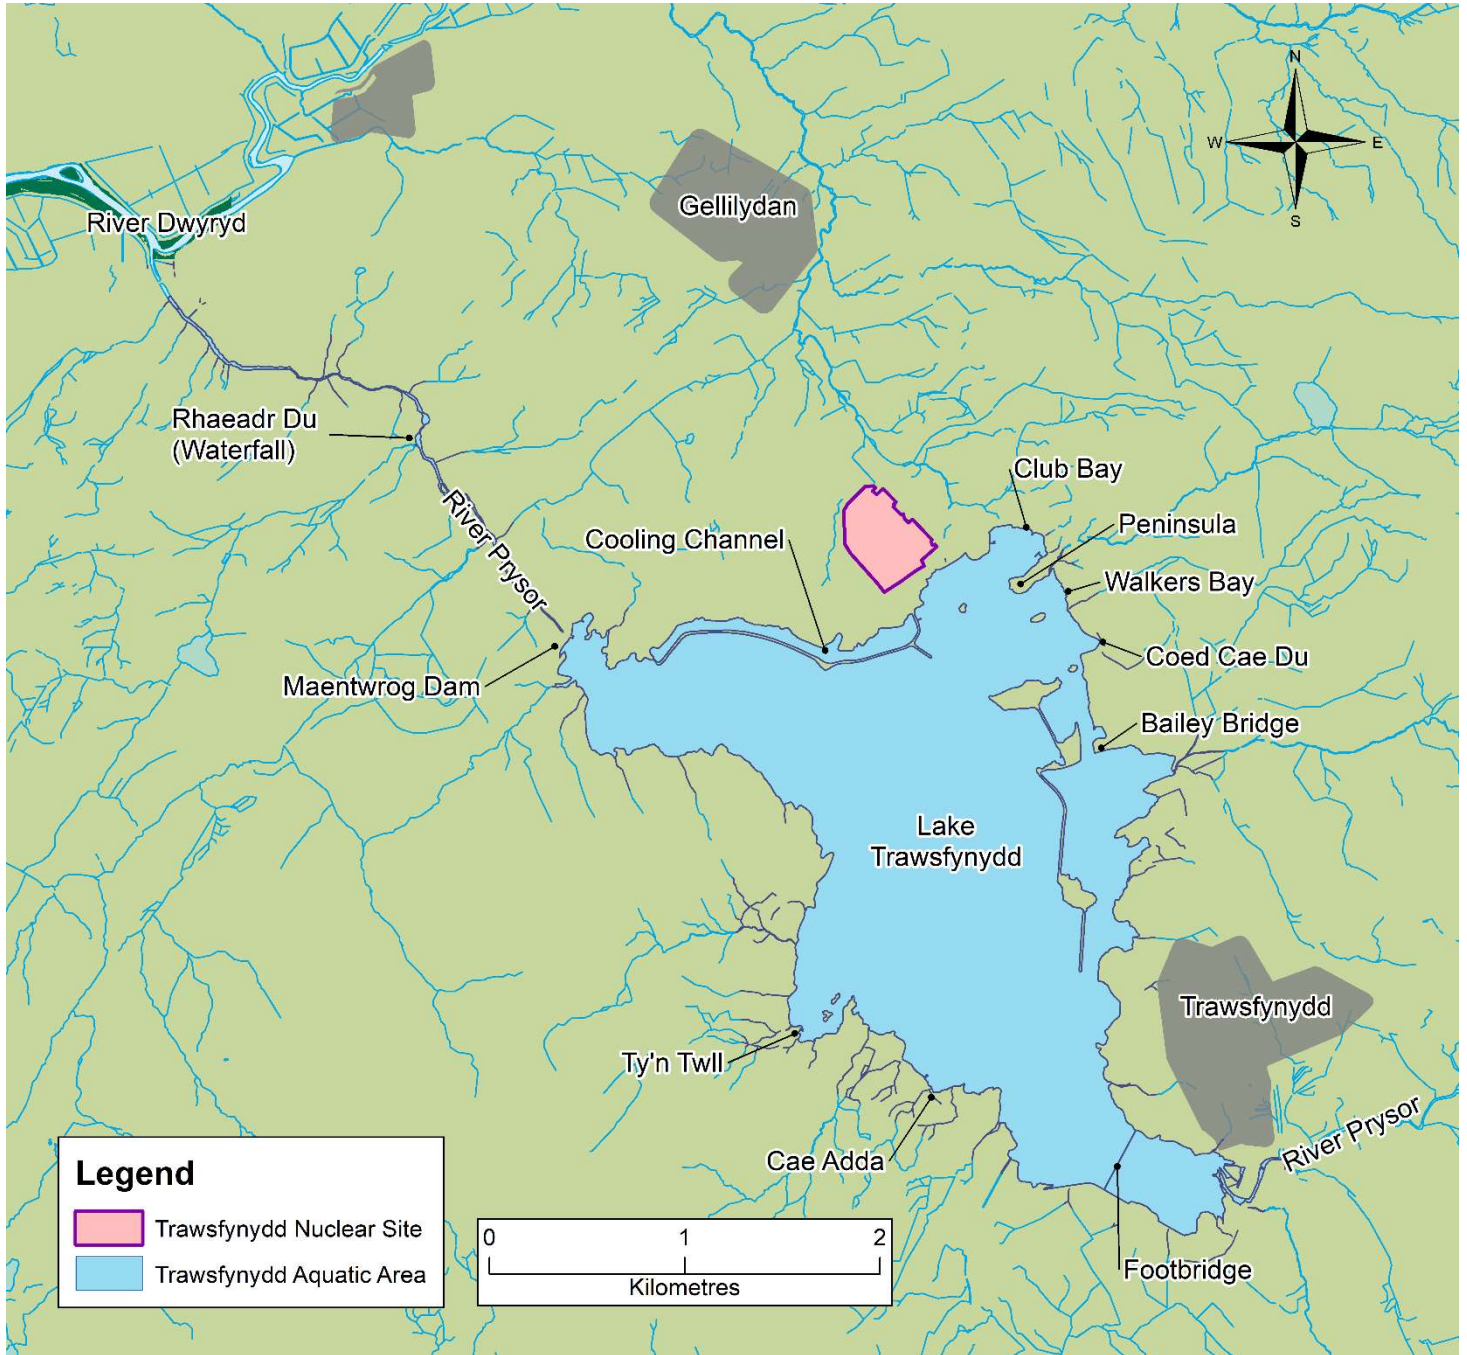 N
W
E
S
Gellilydan
River Dwyryd
Rhaeadr Du
(Waterfall)
River Prysor
Club Bay
Peninsula
Cooling Channel
Walkers Bay
Coed Cae Du
Maentwrog Dam
Bailey Bridge
Lake
Trawsfynydd
Trawsfynydd
Ty'n Twll
River Prysor
Cae Adda
Footbridge
Legend
Trawsfynydd Nuclear Site
Trawsfynydd Aquatic Area
0 1 2
Kilometres